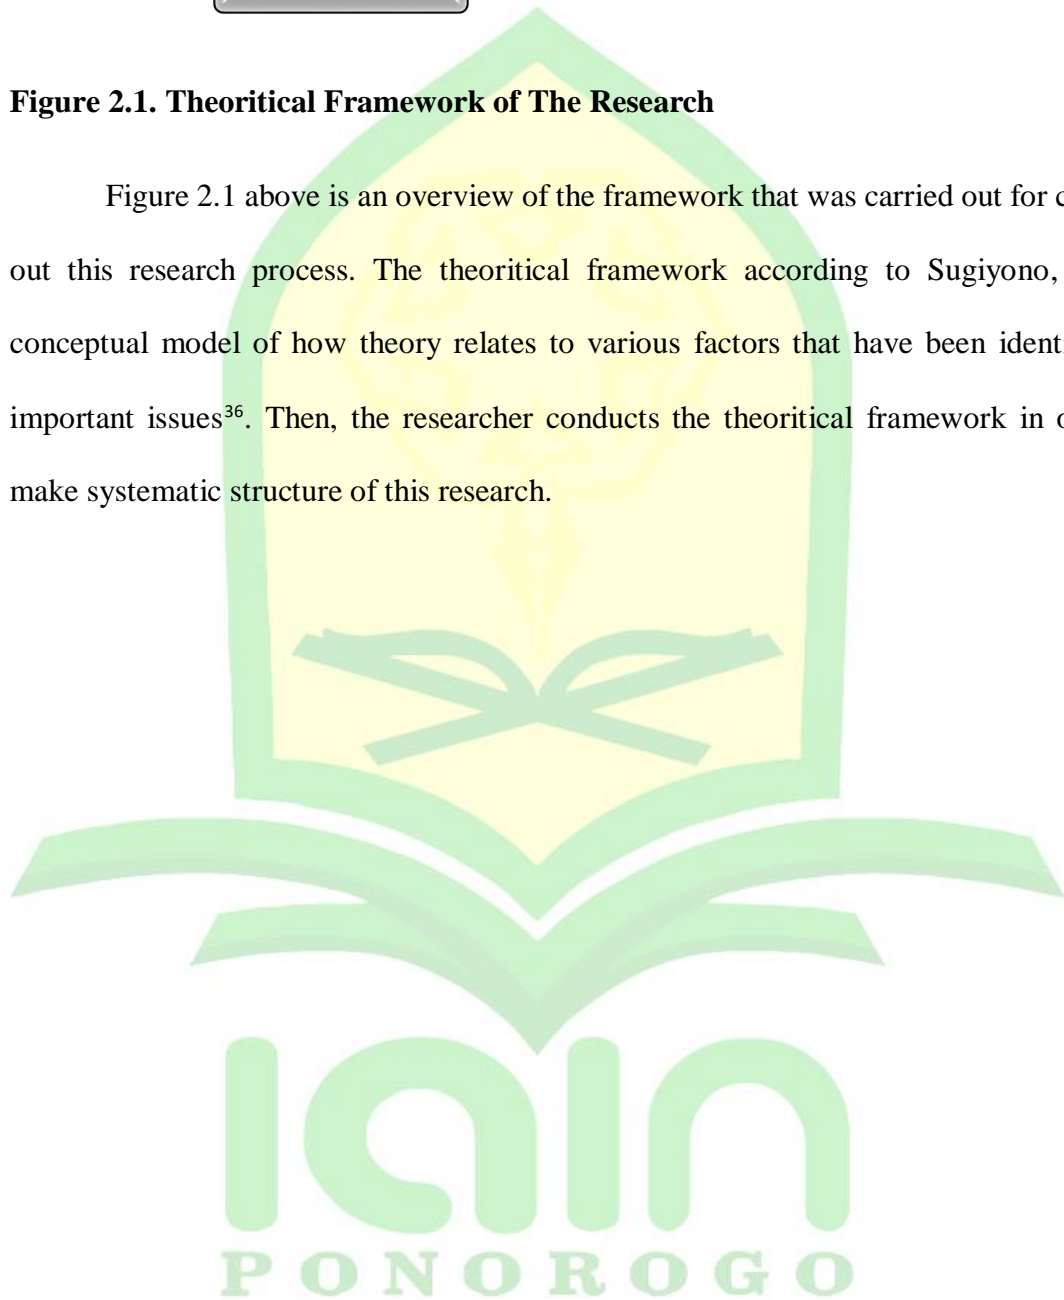 Figure 2.1. Theoritical Framework of The Research
Figure 2.1 above is an overview of the framework that was carried out for
out this research process. The theoritical framework according to Sugiyono,
conceptual model of how theory relates to various factors that have been ident
important issues³⁶. Then, the researcher conducts the theoritical framework in
make systematic structure of this research.
iain
PONOROGO